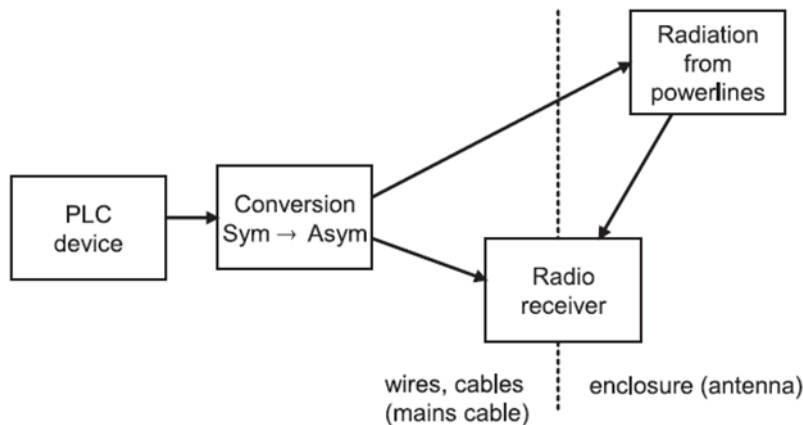 Radiation
from
powerlines
Conversion
Sym → Asym
PLC
device
Radio
receiver
wires, cables
(mains cable)
enclosure (antenna)